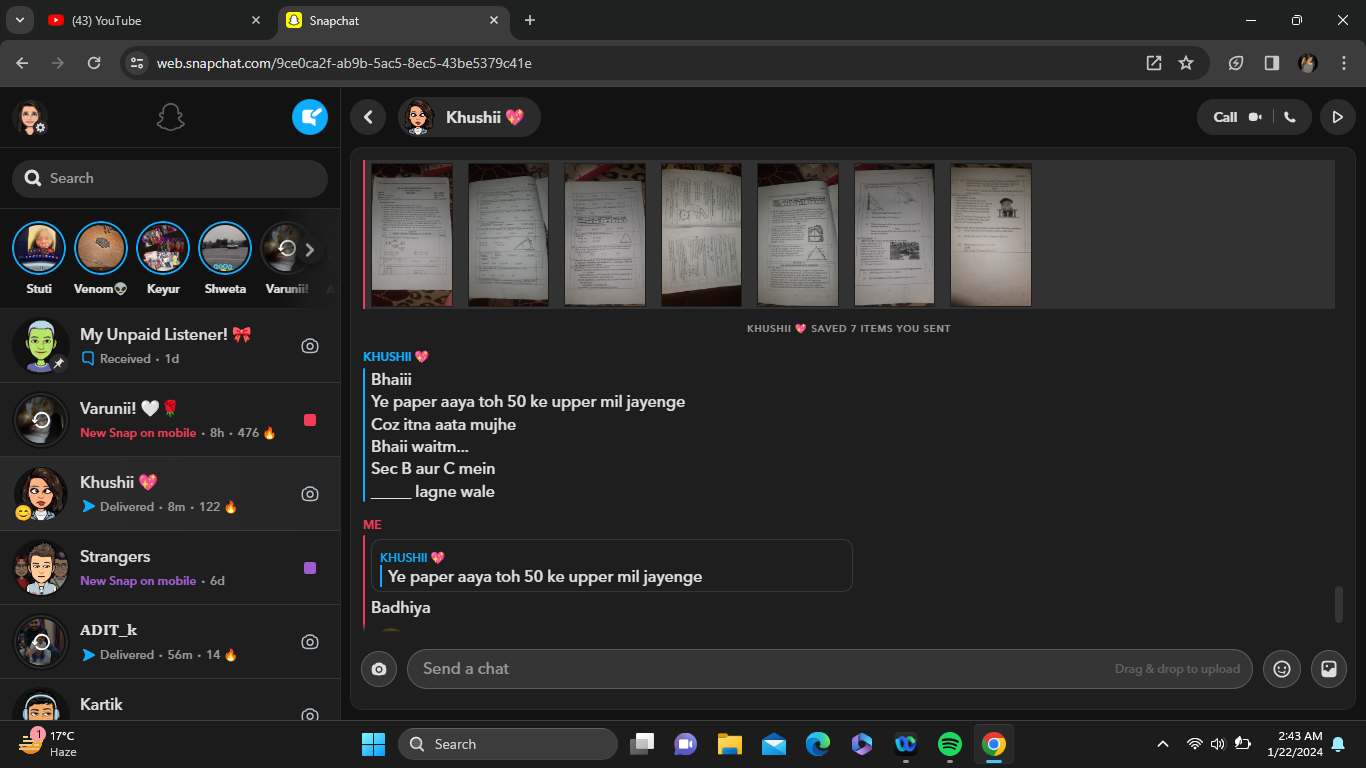 (43) YouTube
Snapchat
web.snapchat.com/9ce0ca2f-ab9b-5ac5-8ec5-43be5379c41e
Khushii 💖
Call
Search
Stuti
Venom👽
Keyur
Shweta
Varunii!
My Unpaid Listener! 🎀
Received · 1d
Varunii! 🤍🌹
New Snap on mobile · 8h · 476 🔥
Khushii 💖
Delivered · 8m · 122 🔥
Strangers
New Snap on mobile · 6d
ADIT_k
Delivered · 56m · 14 🔥
Kartik
KHUSHII 💖 SAVED 7 ITEMS YOU SENT
KHUSHII 💖
Bhaiii
Ye paper aaya toh 50 ke upper mil jayenge
Coz itna aata mujhe
Bhaii waitm...
Sec B aur C mein
_____ lagne wale
ME
KHUSHII 💖
Ye paper aaya toh 50 ke upper mil jayenge
Badhiya
Send a chat
Drag & drop to upload
1
17°C
Haze
Search
2:43 AM
1/22/2024